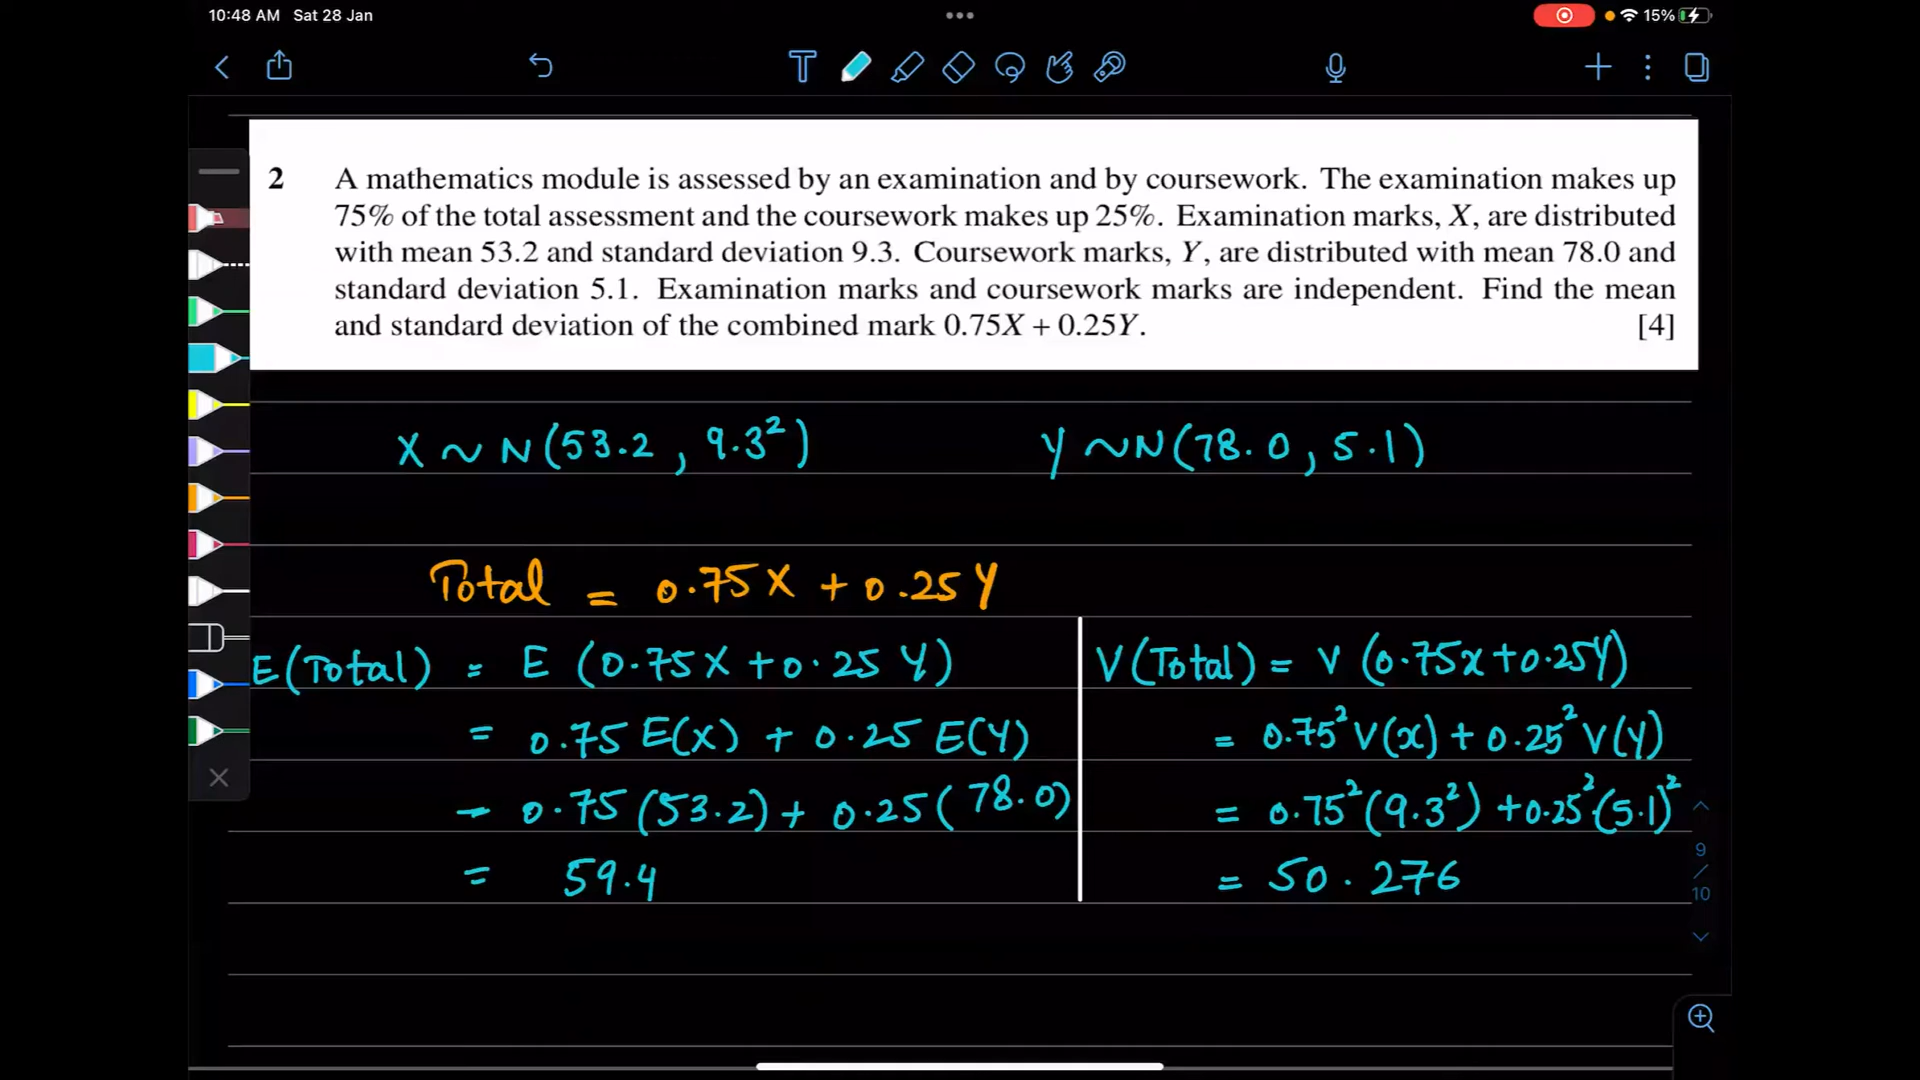 10:48 AM Sat 28 Jan
15%
2 A mathematics module is assessed by an examination and by coursework. The examination makes up
75% of the total assessment and the coursework makes up 25%. Examination marks, X, are distributed
with mean 53.2 and standard deviation 9.3. Coursework marks, Y, are distributed with mean 78.0 and
standard deviation 5.1. Examination marks and coursework marks are independent. Find the mean
and standard deviation of the combined mark 0.75X + 0.25Y. [4]
X ~ N(53.2, 9.3²) Y ~N(78.0, 5.1)
Total = 0.75X + 0.25Y
E(Total) = E (0.75X + 0.25 Y)
= 0.75 E(X) + 0.25 E(Y)
- 0.75 (53.2) + 0.25 (78.0)
= 59.4
V(Total) = V (0.75x + 0.25Y)
= 0.75² V(x) + 0.25² V(y)
= 0.75² (9.3²) + 0.25² (5.1)²
= 50.276
9
/
10